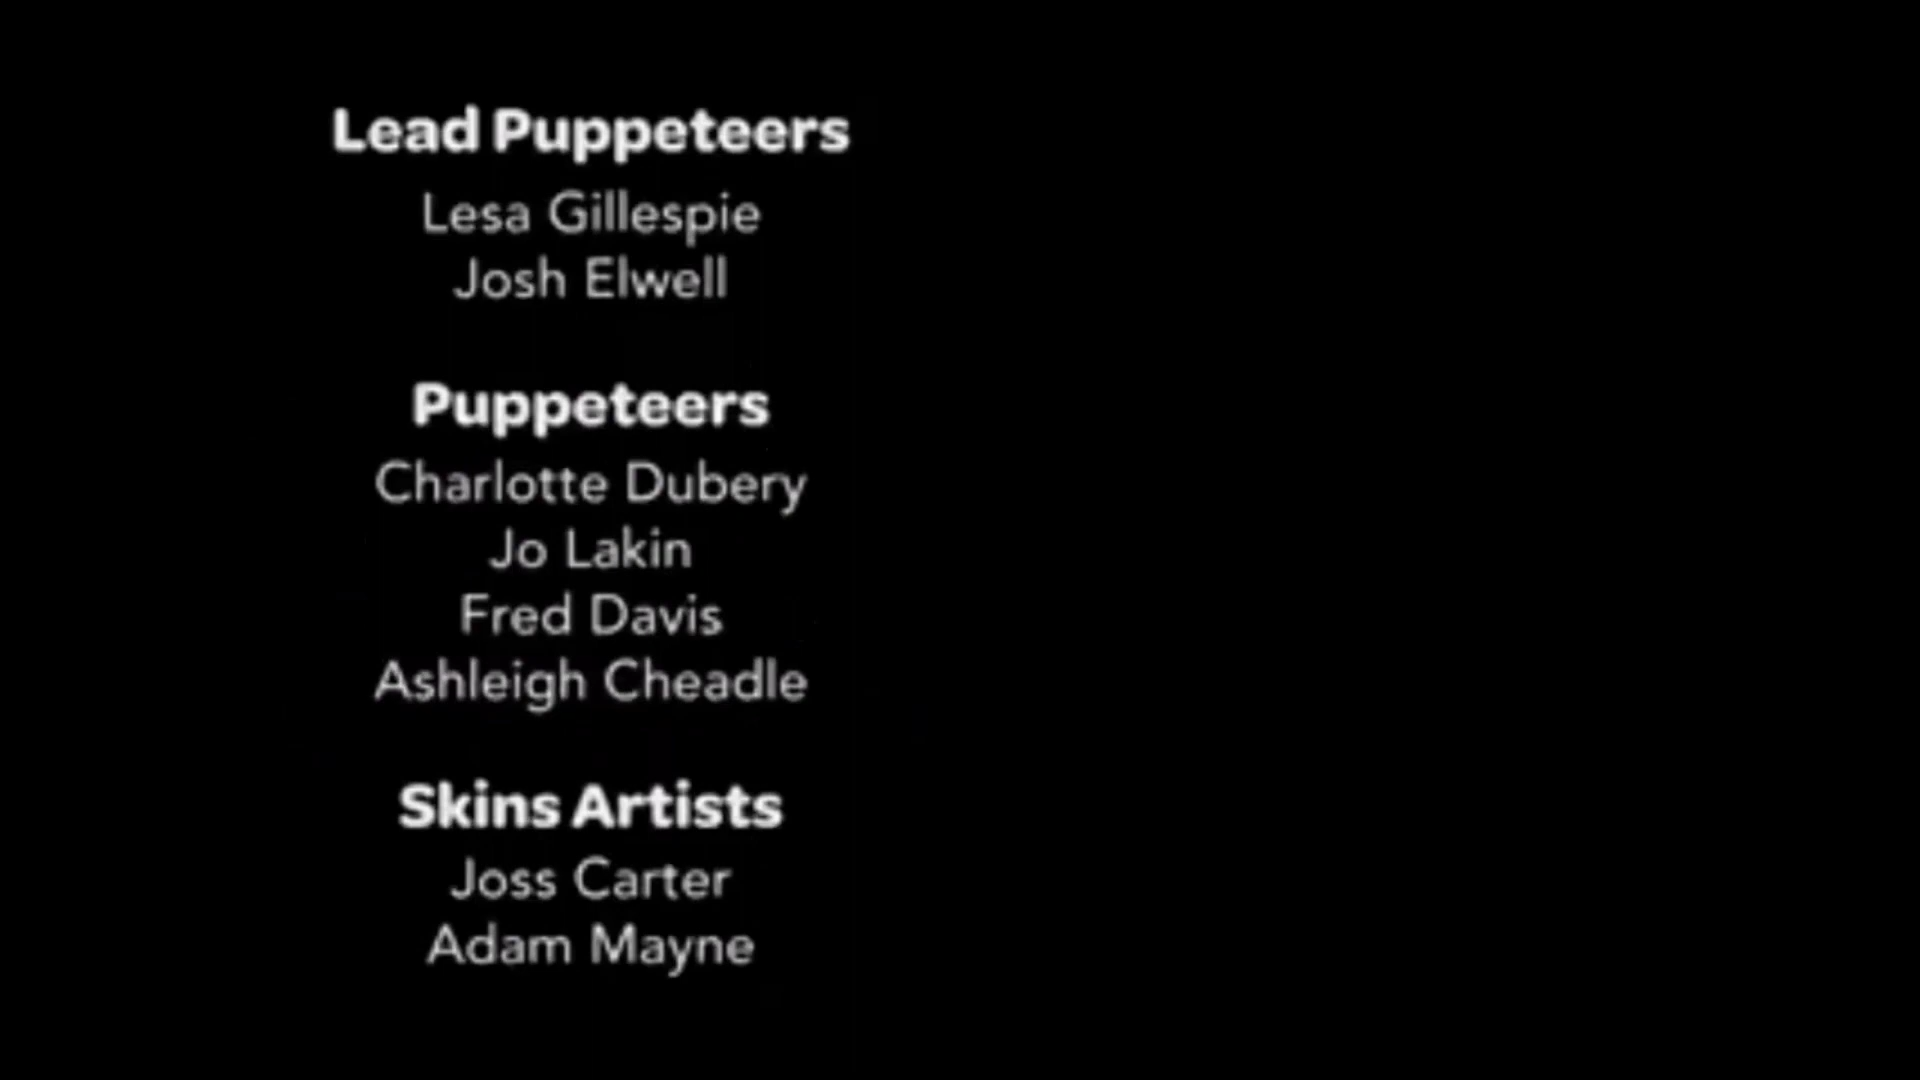 Lead Puppeteers
Lesa Gillespie
Josh Elwell
Puppeteers
Charlotte Dubery
Jo Lakin
Fred Davis
Ashleigh Cheadle
Skins Artists
Joss Carter
Adam Mayne